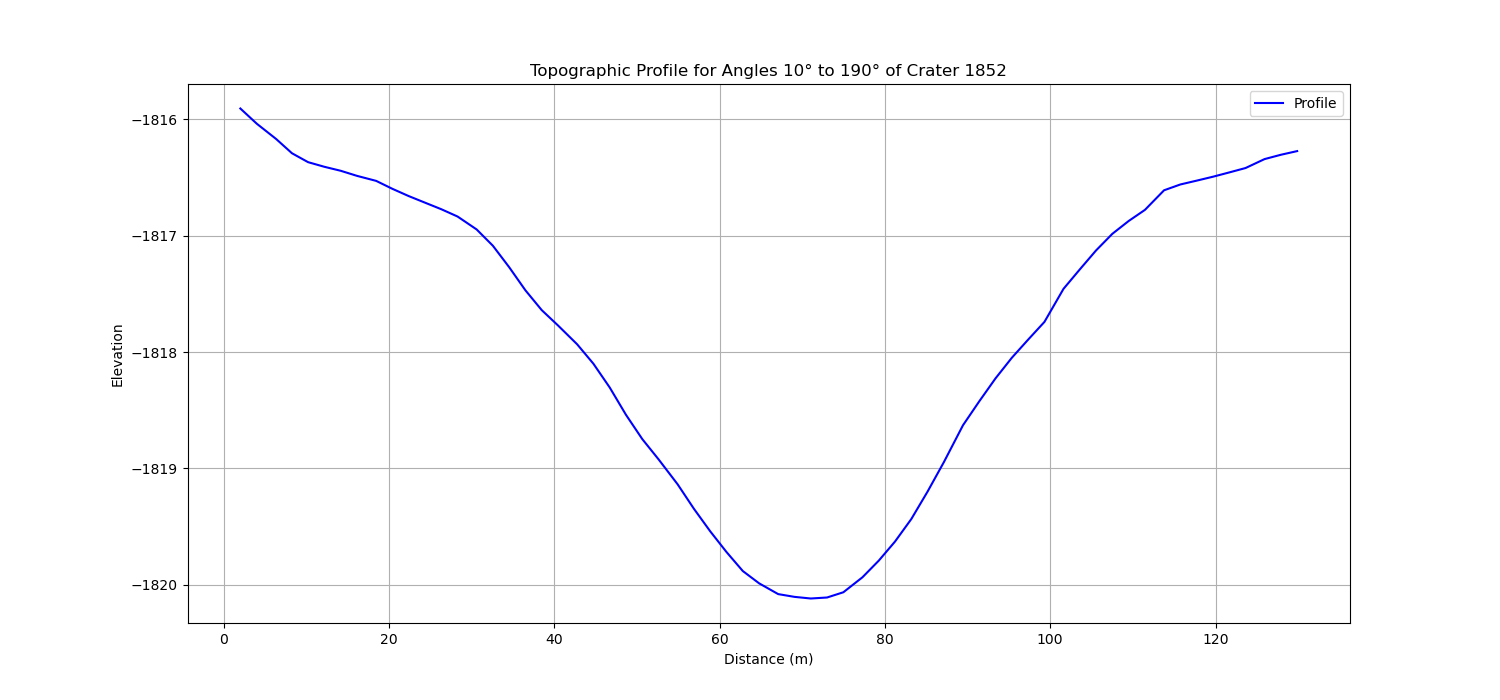 Topographic Profile for Angles 10° to 190° of Crater 1852
Profile
−1816
−1817
−1818
−1819
−1820
Elevation
0 20 40 60 80 100 120
Distance (m)